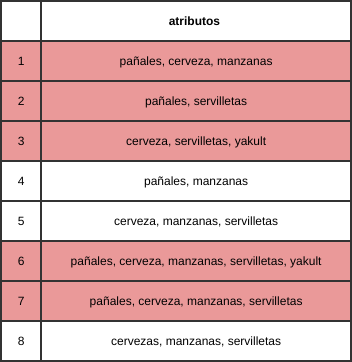 atributos
1 pañales, cerveza, manzanas
2 pañales, servilletas
3 cerveza, servilletas, yakult
4 pañales, manzanas
5 cerveza, manzanas, servilletas
6 pañales, cerveza, manzanas, servilletas, yakult
7 pañales, cerveza, manzanas, servilletas
8 cervezas, manzanas, servilletas